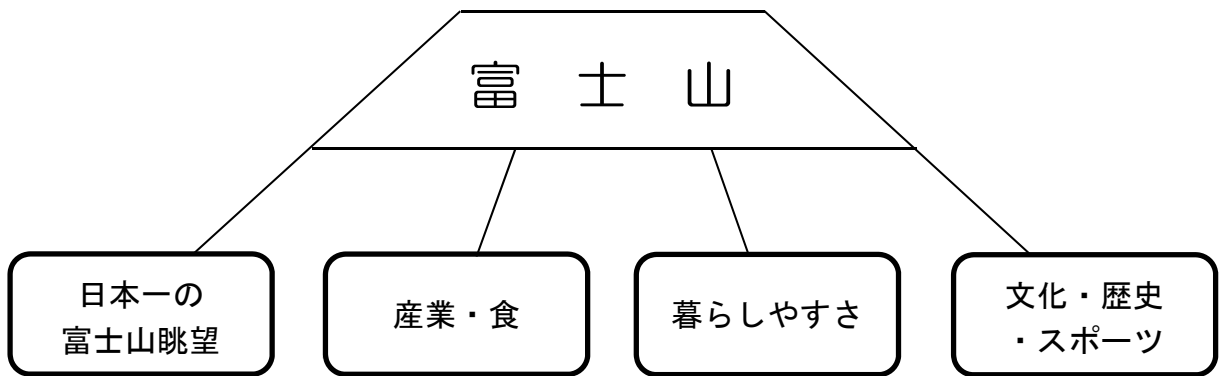 富 士 山
日本一の
富士山眺望
産業・食
暮らしやすさ
文化・歴史
・スポーツ